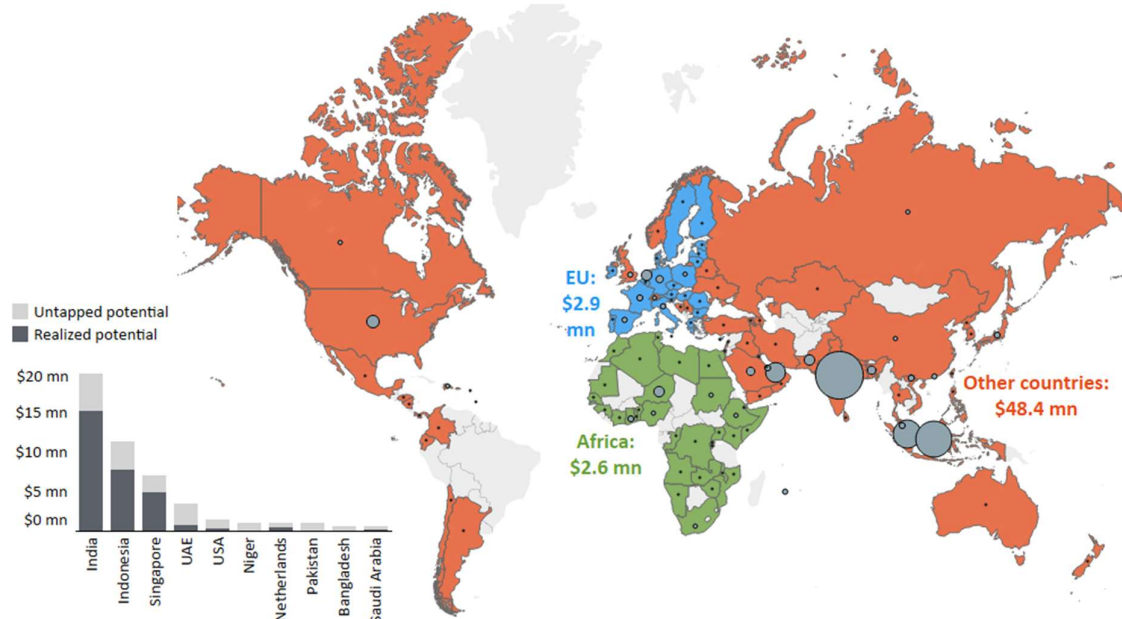 EU:
$2.9
mn
Untapped potential
Realized potential
$20 mn
$15 mn
$10 mn
$5 mn
$0 mn
India
Indonesia
Singapore
UAE
USA
Niger
Netherlands
Pakistan
Bangladesh
Saudi Arabia
Africa:
$2.6 mn
Other countries:
$48.4 mn